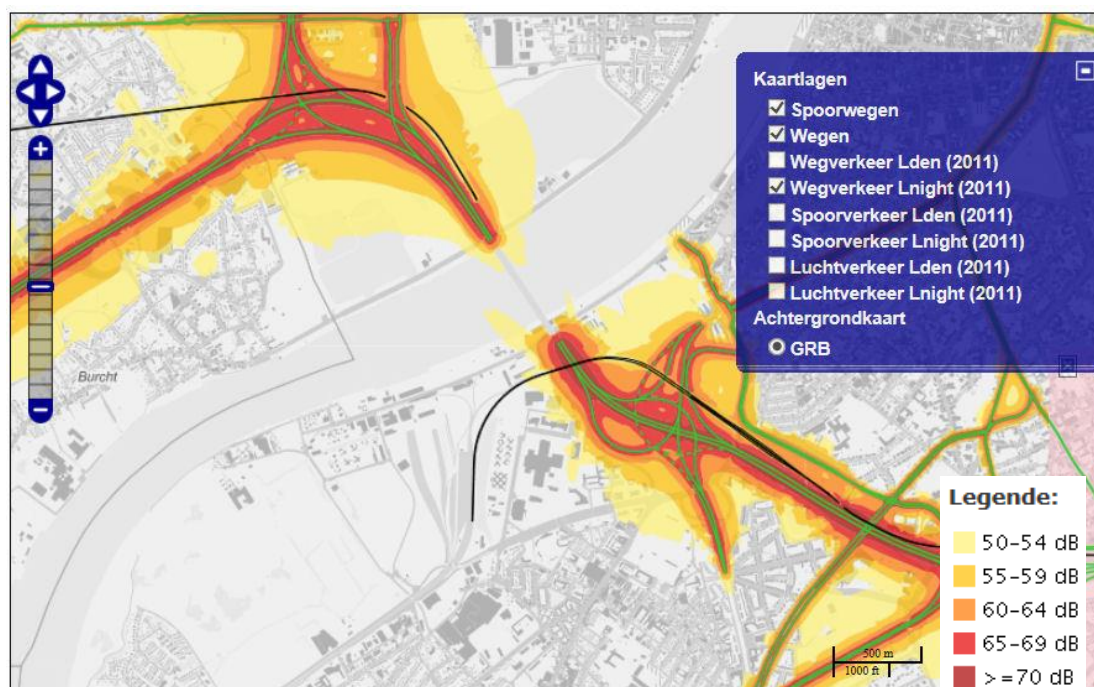 Kaartlagen
Spoorwegen
Wegen
Wegverkeer Lden (2011)
Wegverkeer Lnight (2011)
Spoorverkeer Lden (2011)
Spoorverkeer Lnight (2011)
Luchtverkeer Lden (2011)
Luchtverkeer Lnight (2011)
Achtergrondkaart
GRB
Burcht
Legende:
50-54 dB
55-59 dB
60-64 dB
65-69 dB
>=70 dB
500 m
1000 ft